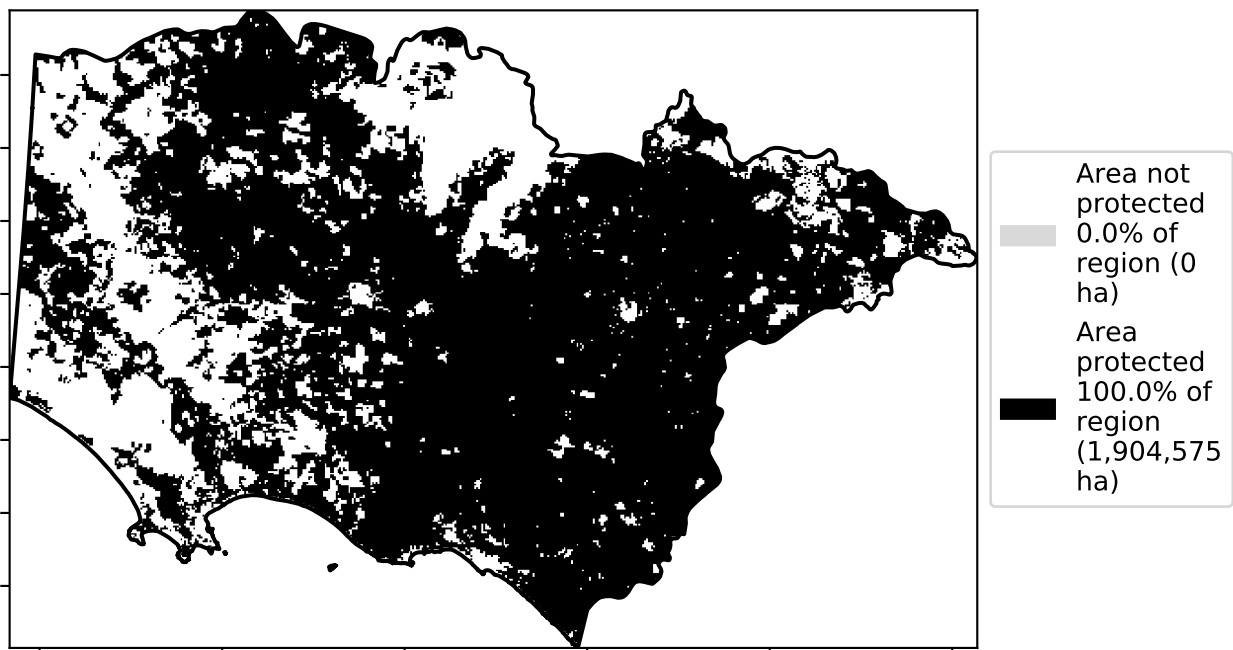 Area not
protected
0.0% of
region (0
ha)
Area
protected
100.0% of
region
(1,904,575
ha)